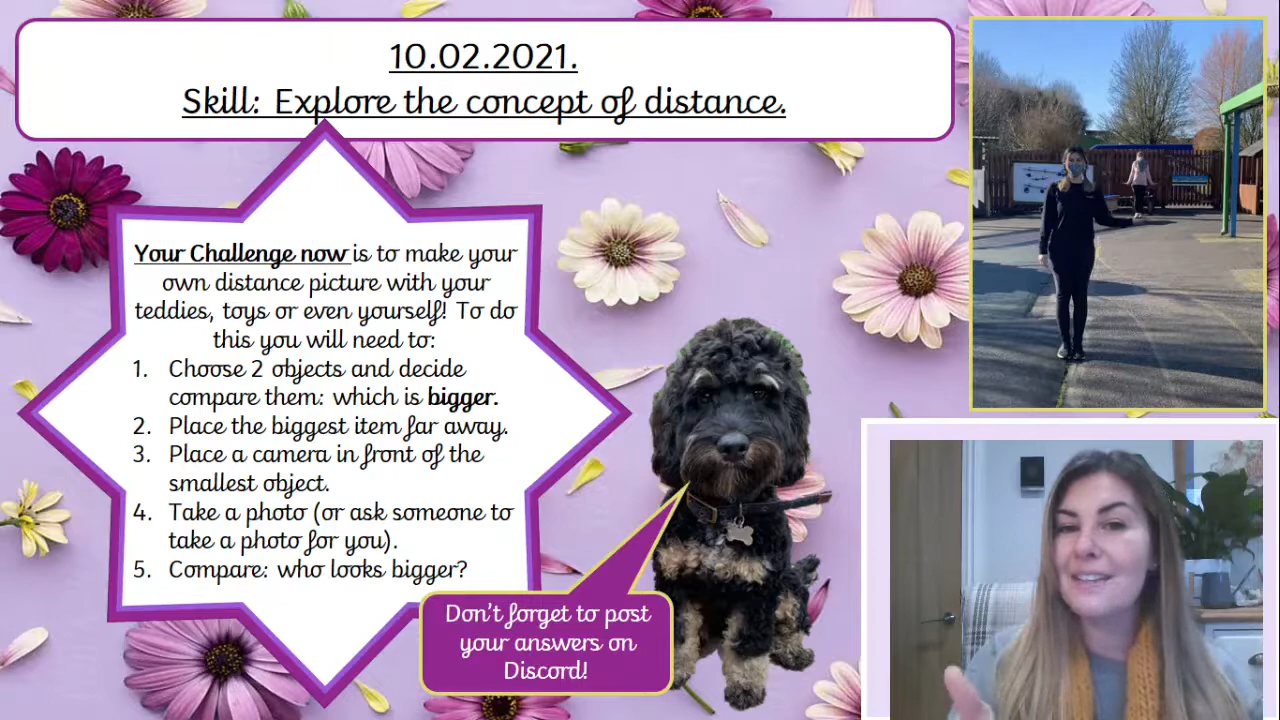 10.02.2021.
Skill: Explore the concept of distance.
Your Challenge now is to make your
own distance picture with your
teddies, toys or even yourself! To do
this you will need to:
1. Choose 2 objects and decide
compare them: which is bigger.
2. Place the biggest item far away.
3. Place a camera in front of the
smallest object.
4. Take a photo (or ask someone to
take a photo for you).
5. Compare: who looks bigger?
Don't forget to post
your answers on
Discord!